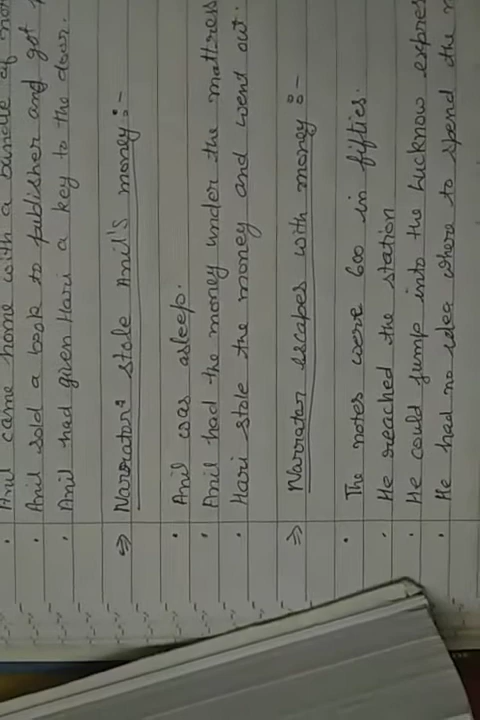 Anil came home with a bundle of
Anil sold a book to publisher and got
Anil had given Hari a key to the door.
⇒ Narrator stole Anil's money :-
• Anil was asleep.
• Anil had the money under the mattress
• Hari stole the money and went out.
⇒ Narrator escapes with money :-
• The notes were 600 in fifties.
• He reached the station
• He could jump into the Lucknow expres
• He had no idea where to spend the